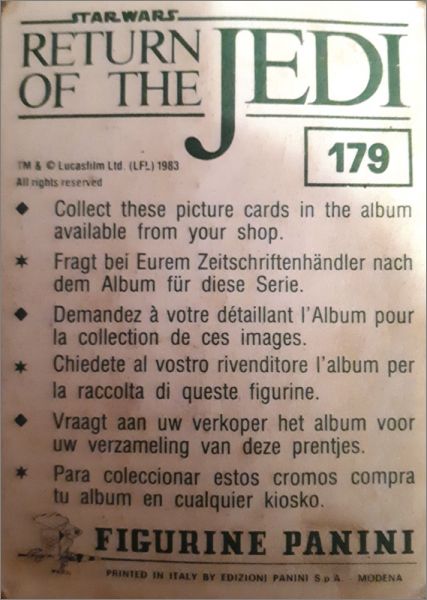 STAR WARS
RETURN
OF THE
JEDI
179
TM & © Lucasfilm Ltd. (LFL) 1983
All rights reserved
◆ Collect these picture cards in the album
available from your shop.
✶ Fragt bei Eurem Zeitschriftenhändler nach
dem Album für diese Serie.
◆ Demandez à votre détaillant l'Album pour
la collection de ces images.
✶ Chiedete al vostro rivenditore l'album per
la raccolta di queste figurine.
◆ Vraagt aan uw verkoper het album voor
uw verzameling van deze prentjes.
✶ Para coleccionar estos cromos compra
tu album en cualquier kiosko.
FIGURINE PANINI
PRINTED IN ITALY BY EDIZIONI PANINI S.p.A. - MODENA